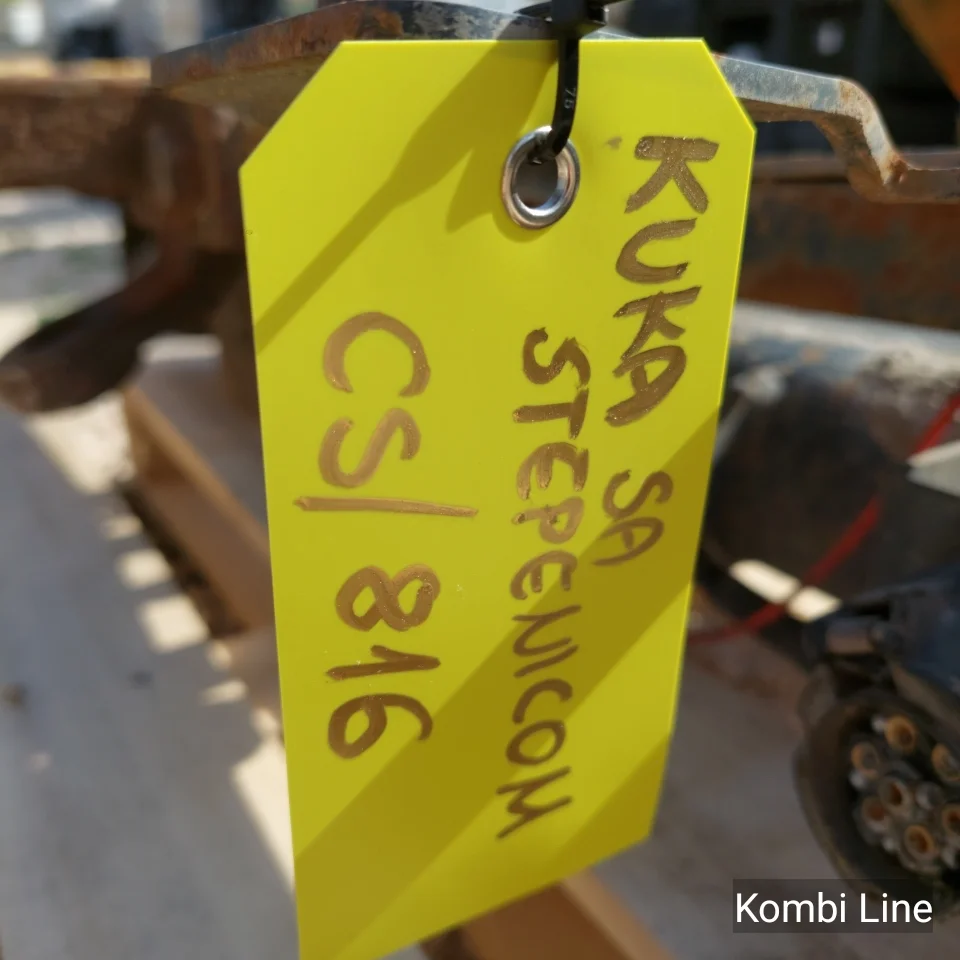 KUKA SA
STEPENICOM
CS/ 816
Kombi Line